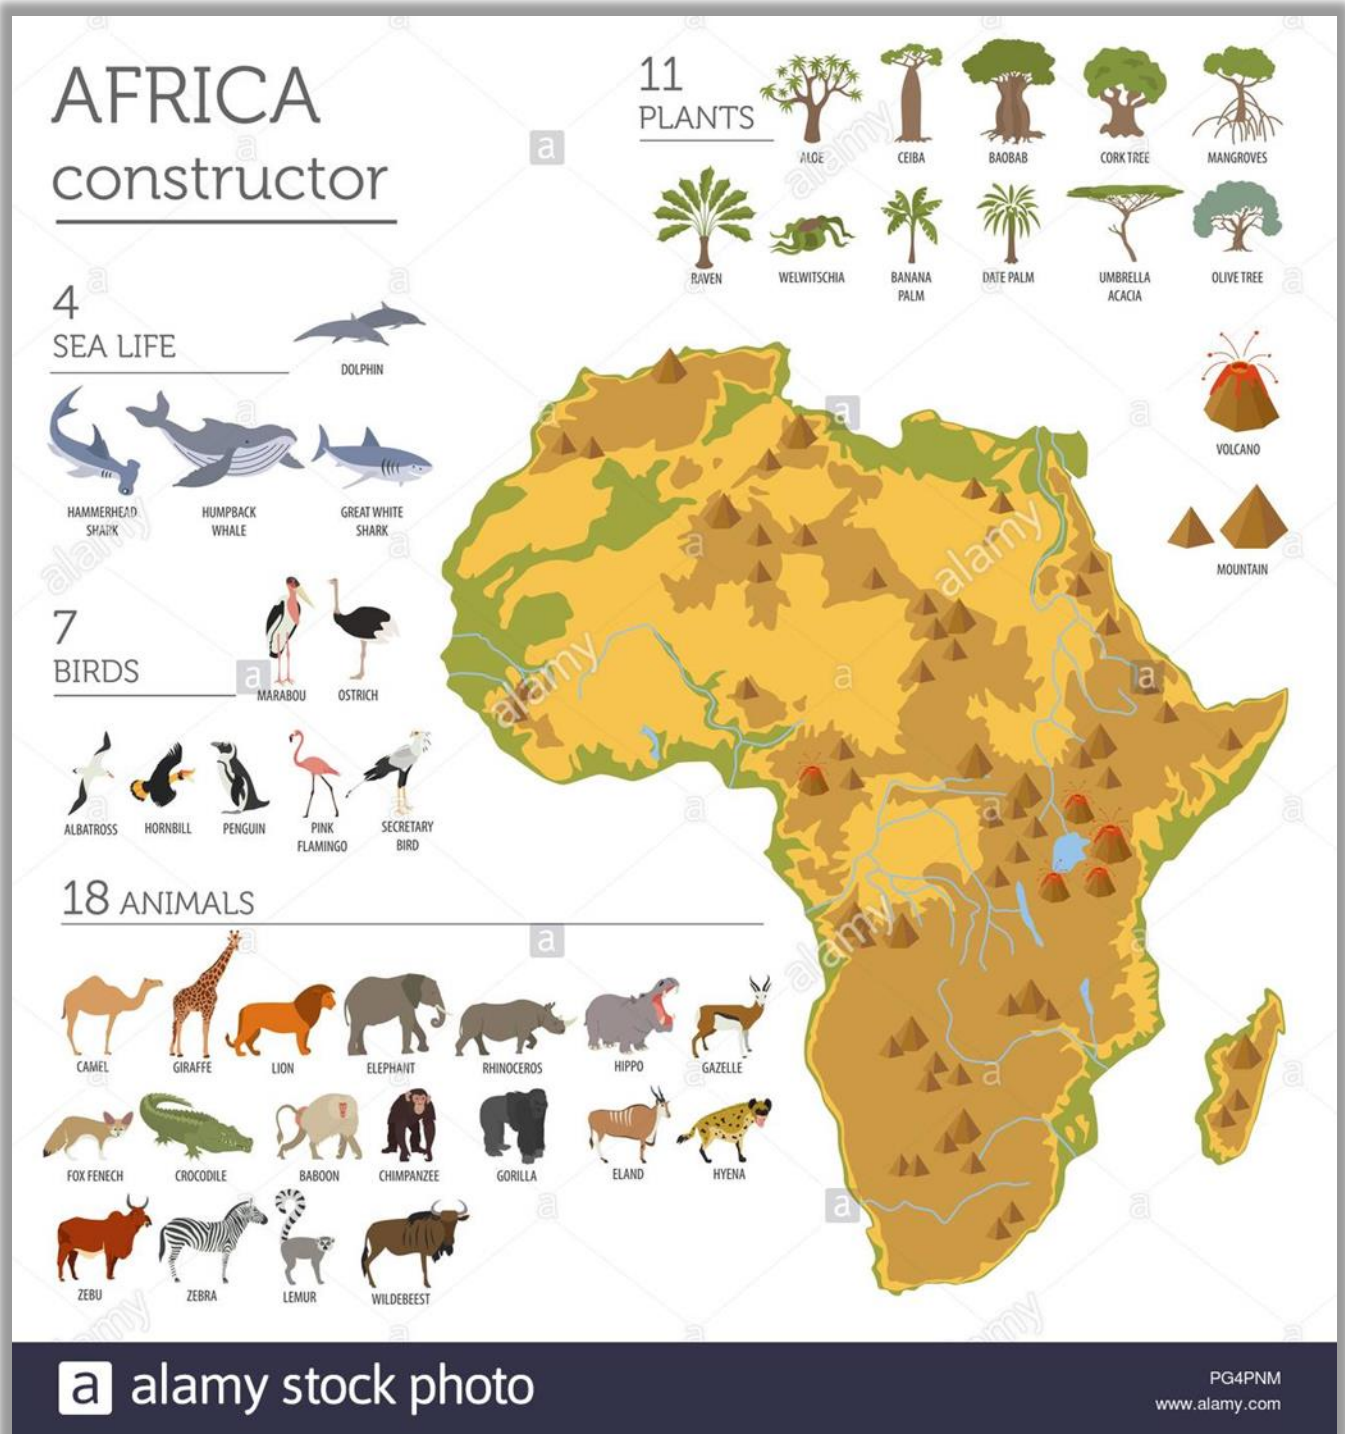 AFRICA
constructor
11
PLANTS
ALOE
CEIBA
BAOBAB
CORK TREE
MANGROVES
RAVEN
WELWITSCHIA
BANANA
PALM
DATE PALM
UMBRELLA
ACACIA
OLIVE TREE
4
SEA LIFE
DOLPHIN
HAMMERHEAD
SHARK
HUMPBACK
WHALE
GREAT WHITE
SHARK
VOLCANO
MOUNTAIN
7
BIRDS
MARABOU
OSTRICH
ALBATROSS
HORNBILL
PENGUIN
PINK
FLAMINGO
SECRETARY
BIRD
18 ANIMALS
CAMEL
GIRAFFE
LION
ELEPHANT
RHINOCEROS
HIPPO
GAZELLE
FOX FENECH
CROCODILE
BABOON
CHIMPANZEE
GORILLA
ELAND
HYENA
ZEBU
ZEBRA
LEMUR
WILDEBEEST
a alamy stock photo
PG4PNM
www.alamy.com